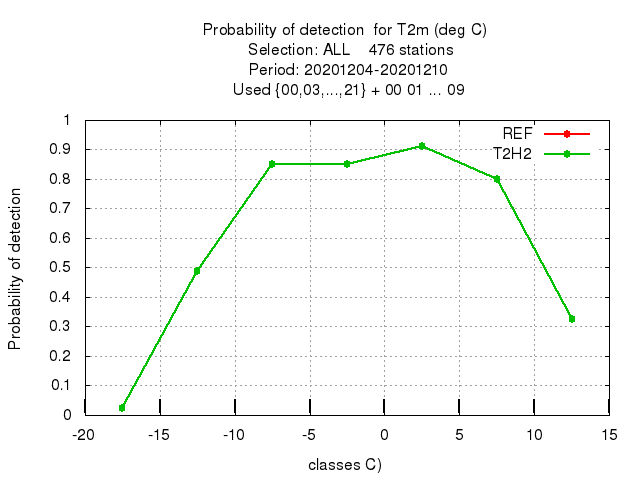 Probability of detection  for T2m (deg C)
Selection: ALL    476 stations
Period: 20201204-20201210
Used {00,03,...,21} + 00 01 ... 09
REF
T2H2
Probability of detection
1
0.9
0.8
0.7
0.6
0.5
0.4
0.3
0.2
0.1
0
-20 -15 -10 -5 0 5 10 15
classes C)